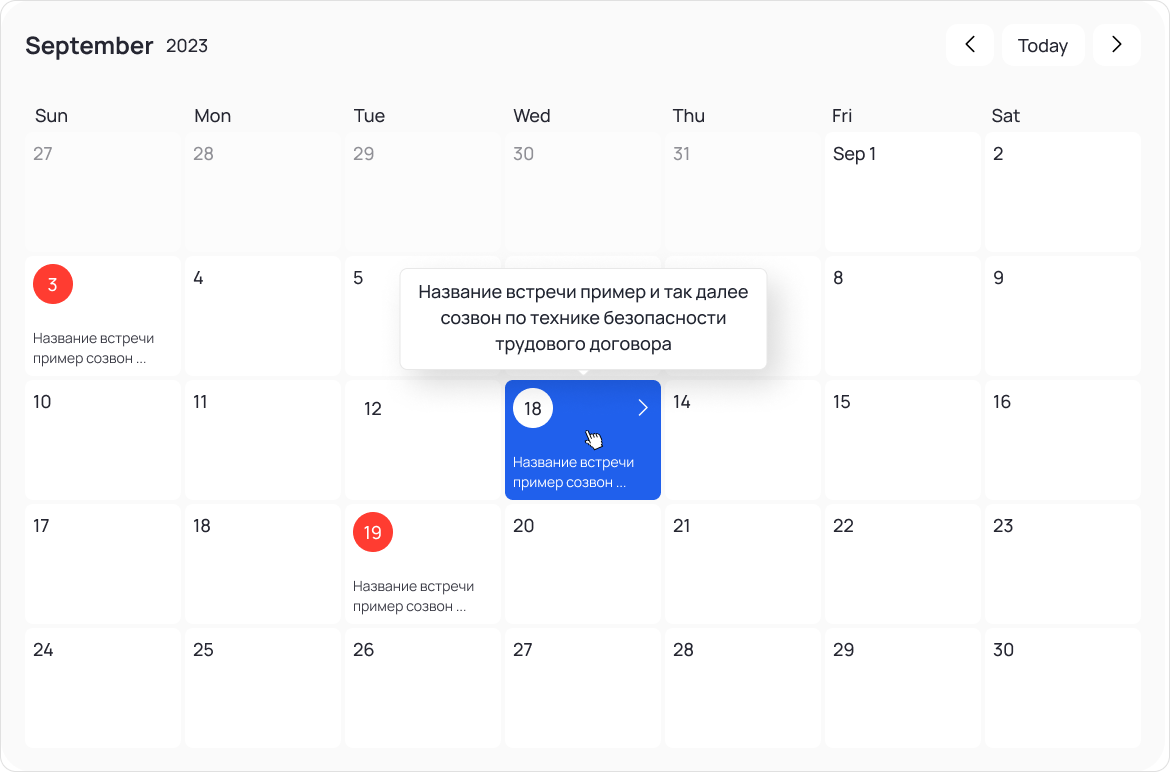 September 2023
Today
Sun Mon Tue Wed Thu Fri Sat
27 28 29 30 31 Sep 1 2
3 4 5 8 9
Название встречи пример и так далее
созвон по технике безопасности
трудового договора
Название встречи
пример созвон ...
10 11 12 18 14 15 16
Название встречи
пример созвон ...
17 18 19 20 21 22 23
Название встречи
пример созвон ...
24 25 26 27 28 29 30